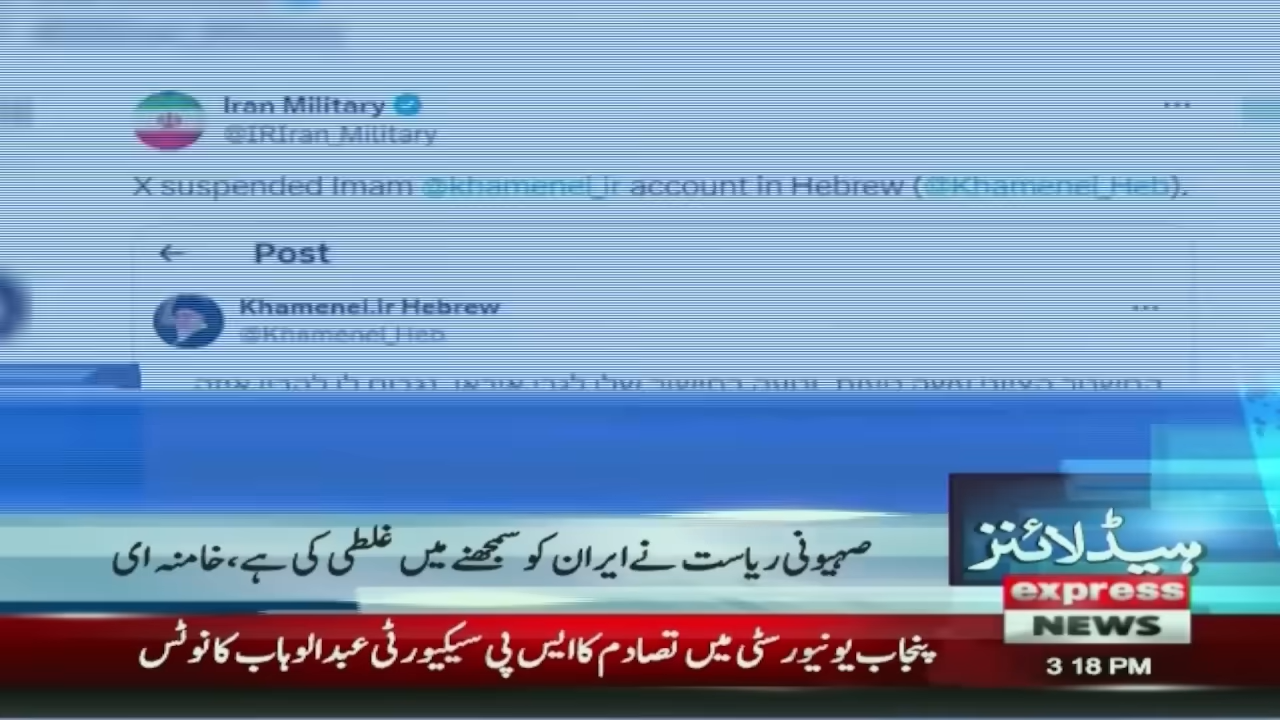 Iran Military
@IRIran_Military
X suspended Imam @khamenei_ir account in Hebrew (@Khamenei_Heb).
Post
Khamenei.ir Hebrew
@Khamenei_Heb
ہیڈلائنز
صہیونی ریاست نے ایران کو سمجھنے میں غلطی کی ہے، خامنہ ای
express
NEWS
پنجاب یونیورسٹی میں تصادم کا ایس پی سیکیورٹی عبدالوہاب کا نوٹس
3 18 PM